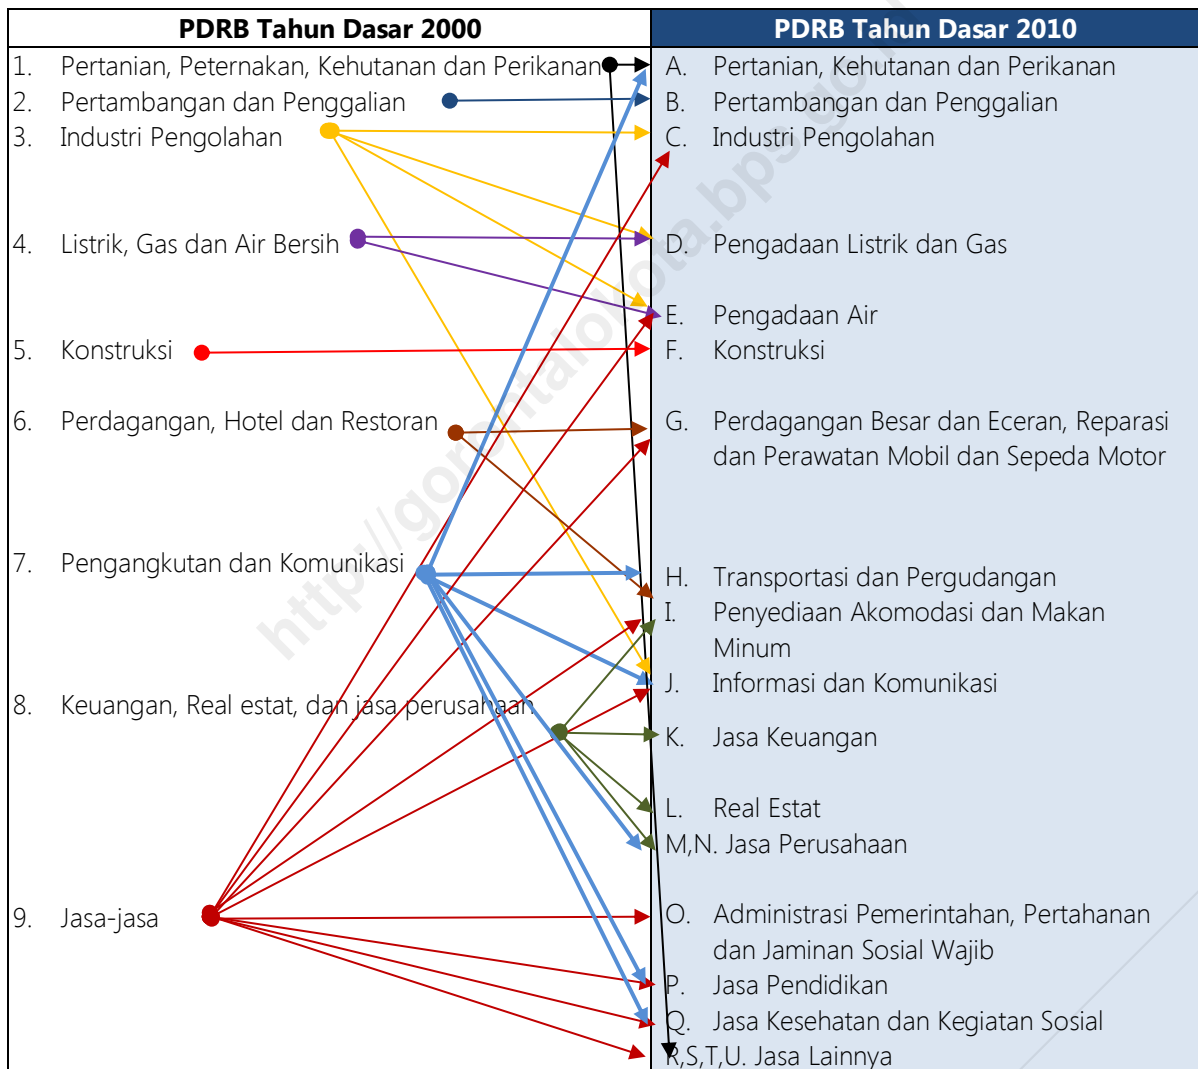 PDRB Tahun Dasar 2000
PDRB Tahun Dasar 2010
1. Pertanian, Peternakan, Kehutanan dan Perikanan
2. Pertambangan dan Penggalian
3. Industri Pengolahan
4. Listrik, Gas dan Air Bersih
5. Konstruksi
6. Perdagangan, Hotel dan Restoran
7. Pengangkutan dan Komunikasi
8. Keuangan, Real estat, dan jasa perusahaan
9. Jasa-jasa
A. Pertanian, Kehutanan dan Perikanan
B. Pertambangan dan Penggalian
C. Industri Pengolahan
D. Pengadaan Listrik dan Gas
E. Pengadaan Air
F. Konstruksi
G. Perdagangan Besar dan Eceran, Reparasi
dan Perawatan Mobil dan Sepeda Motor
H. Transportasi dan Pergudangan
I. Penyediaan Akomodasi dan Makan
Minum
J. Informasi dan Komunikasi
K. Jasa Keuangan
L. Real Estat
M,N. Jasa Perusahaan
O. Administrasi Pemerintahan, Pertahanan
dan Jaminan Sosial Wajib
P. Jasa Pendidikan
Q. Jasa Kesehatan dan Kegiatan Sosial
R,S,T,U. Jasa Lainnya